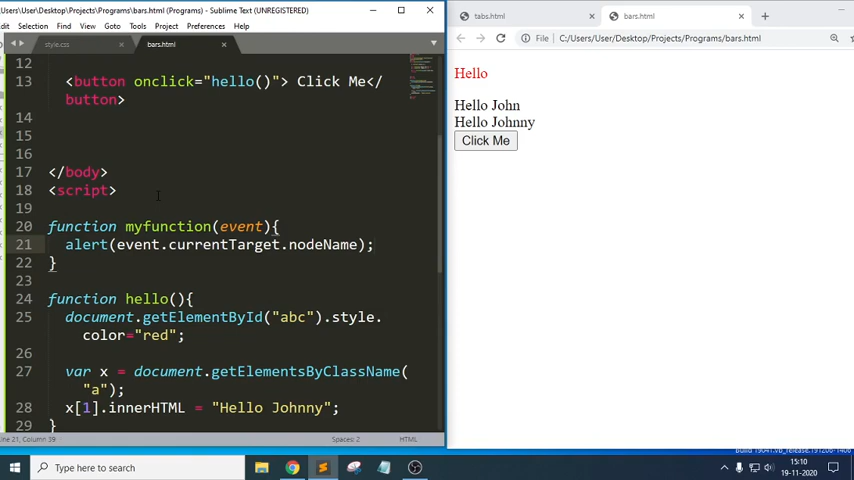 C:\Users\User\Desktop\Projects\Programs\bars.html (Programs) - Sublime Text (UNREGISTERED)
Edit Selection Find View Goto Tools Project Preferences Help
style.css × bars.html ×
12
13 <button onclick="hello()"> Click Me</
button>
14
15
16
17 </body>
18 <script>
19
20 function myfunction(event){
21 alert(event.currentTarget.nodeName);
22 }
23
24 function hello(){
25 document.getElementById("abc").style.
color="red";
26
27 var x = document.getElementsByClassName(
"a");
28 x[1].innerHTML = "Hello Johnny";
29 }
Line 21, Column 39 Spaces: 2 HTML
tabs.html × bars.html × +
File | C:/Users/User/Desktop/Projects/Programs/bars.html
Hello
Hello John
Hello Johnny
Click Me
Build 19041.vb_release.191206-1406
Type here to search
15:10
19-11-2020